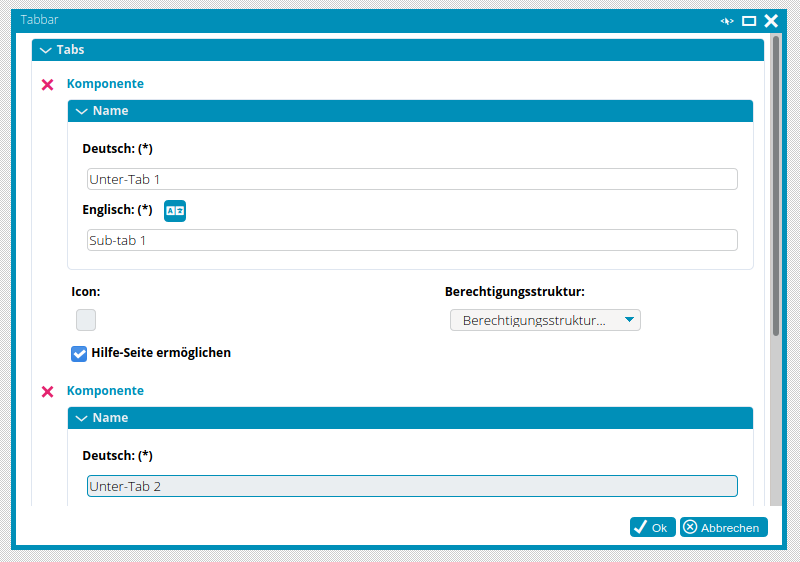 Tabbar
Tabs
Komponente
Name
Deutsch: (*)
Unter-Tab 1
Englisch: (*)
Sub-tab 1
Icon: Berechtigungsstruktur:
Berechtigungsstruktur...
Hilfe-Seite ermöglichen
Komponente
Name
Deutsch: (*)
Unter-Tab 2
Ok Abbrechen